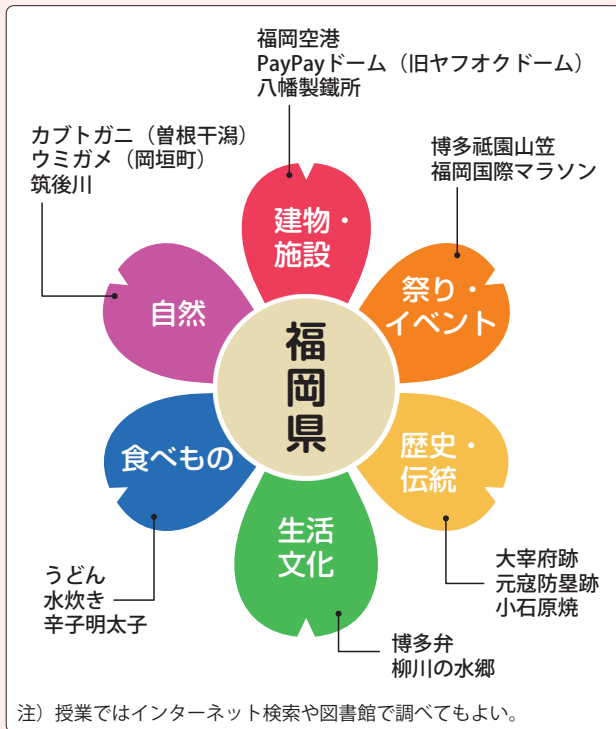 福岡空港
PayPayドーム（旧ヤフオクドーム）
八幡製鐵所
カブトガニ（曽根干潟）
ウミガメ（岡垣町）
筑後川
博多祇園山笠
福岡国際マラソン
建物・
施設
自然
祭り・
イベント
福岡県
食べもの
歴史・
伝統
生活
文化
うどん
水炊き
辛子明太子
大宰府跡
元寇防塁跡
小石原焼
博多弁
柳川の水郷
注）授業ではインターネット検索や図書館で調べてもよい。